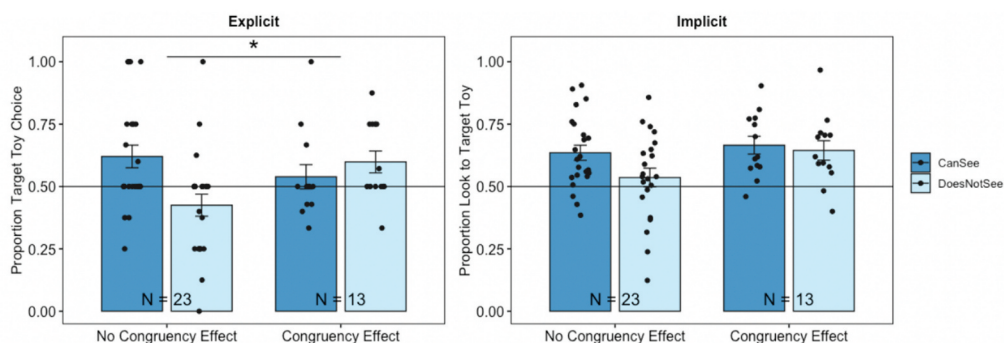 Explicit
Implicit
*
Proportion Target Toy Choice
1.00
0.75
0.50
0.25
0.00
N = 23
N = 13
No Congruency Effect
Congruency Effect
Proportion Look to Target Toy
1.00
0.75
0.50
0.25
0.00
N = 23
N = 13
No Congruency Effect
Congruency Effect
CanSee
DoesNotSee